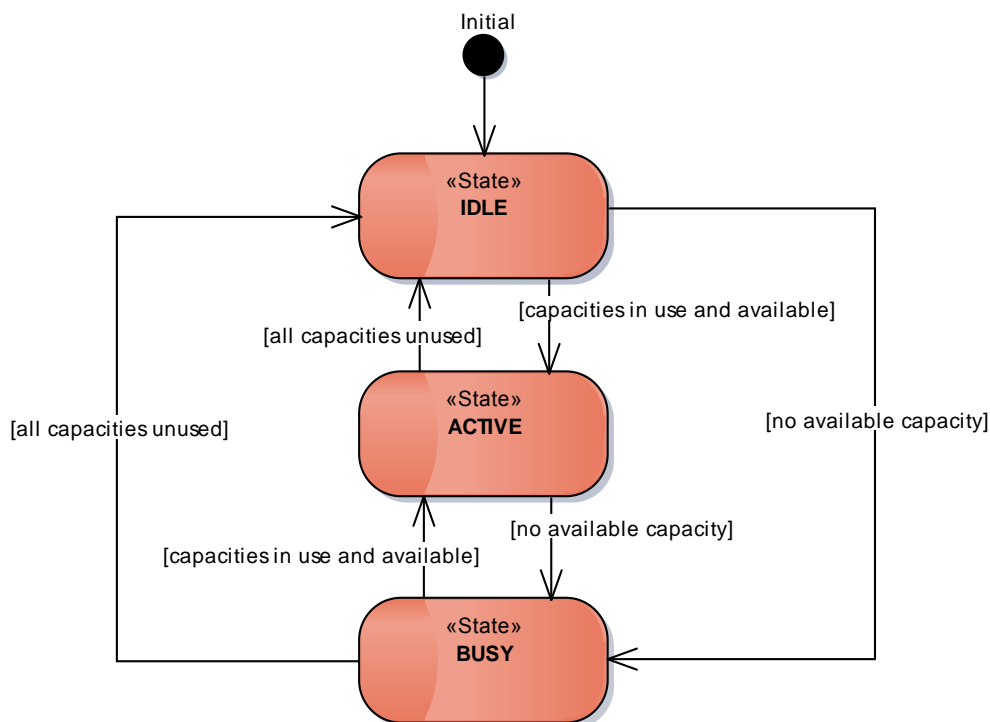 Initial
«State»
IDLE
[capacities in use and available]
[all capacities unused]
«State»
ACTIVE
[all capacities unused]
[no available capacity]
[no available capacity]
[capacities in use and available]
«State»
BUSY